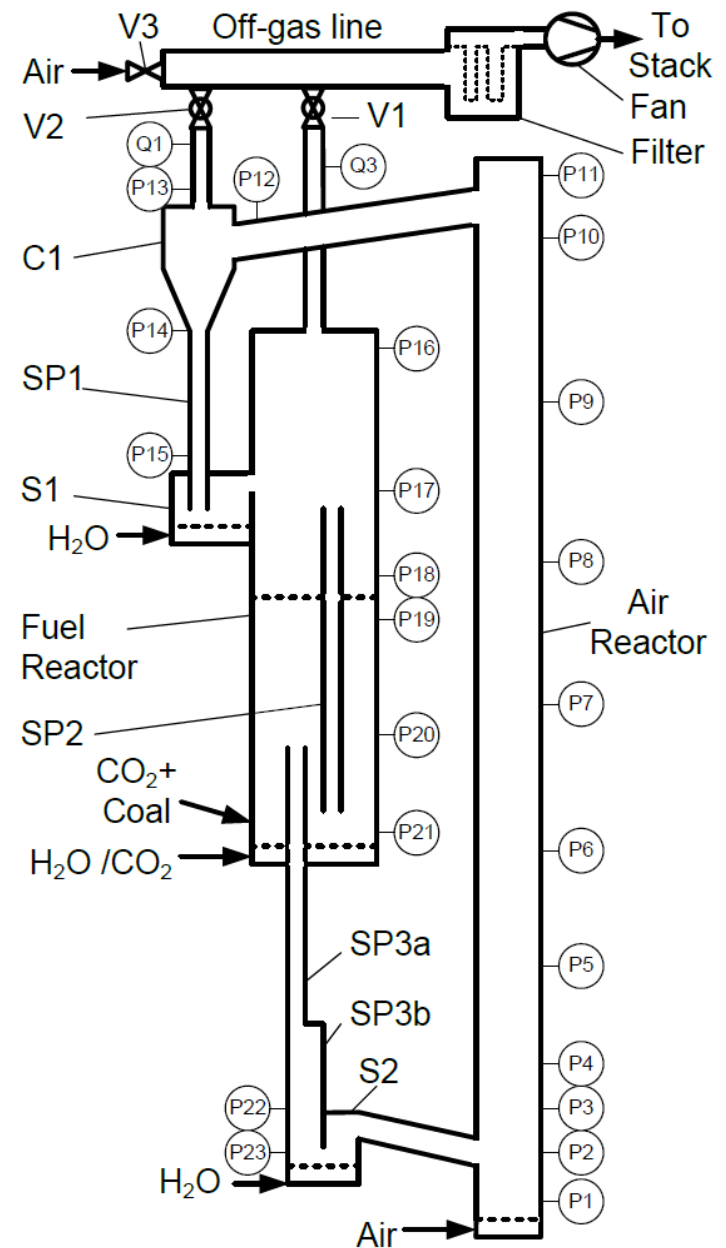 V3
Off-gas line
To
Stack
Air
V2
V1
Fan
Q1
Q3
Filter
P13
P12
P11
C1
P10
P14
P16
SP1
P9
P15
S1
P17
H₂O
P8
P18
Fuel
Reactor
P19
Air
Reactor
SP2
P7
P20
CO₂+
Coal
P21
P6
H₂O /CO₂
SP3a
P5
SP3b
S2
P4
P22
P3
P23
P2
H₂O
P1
Air